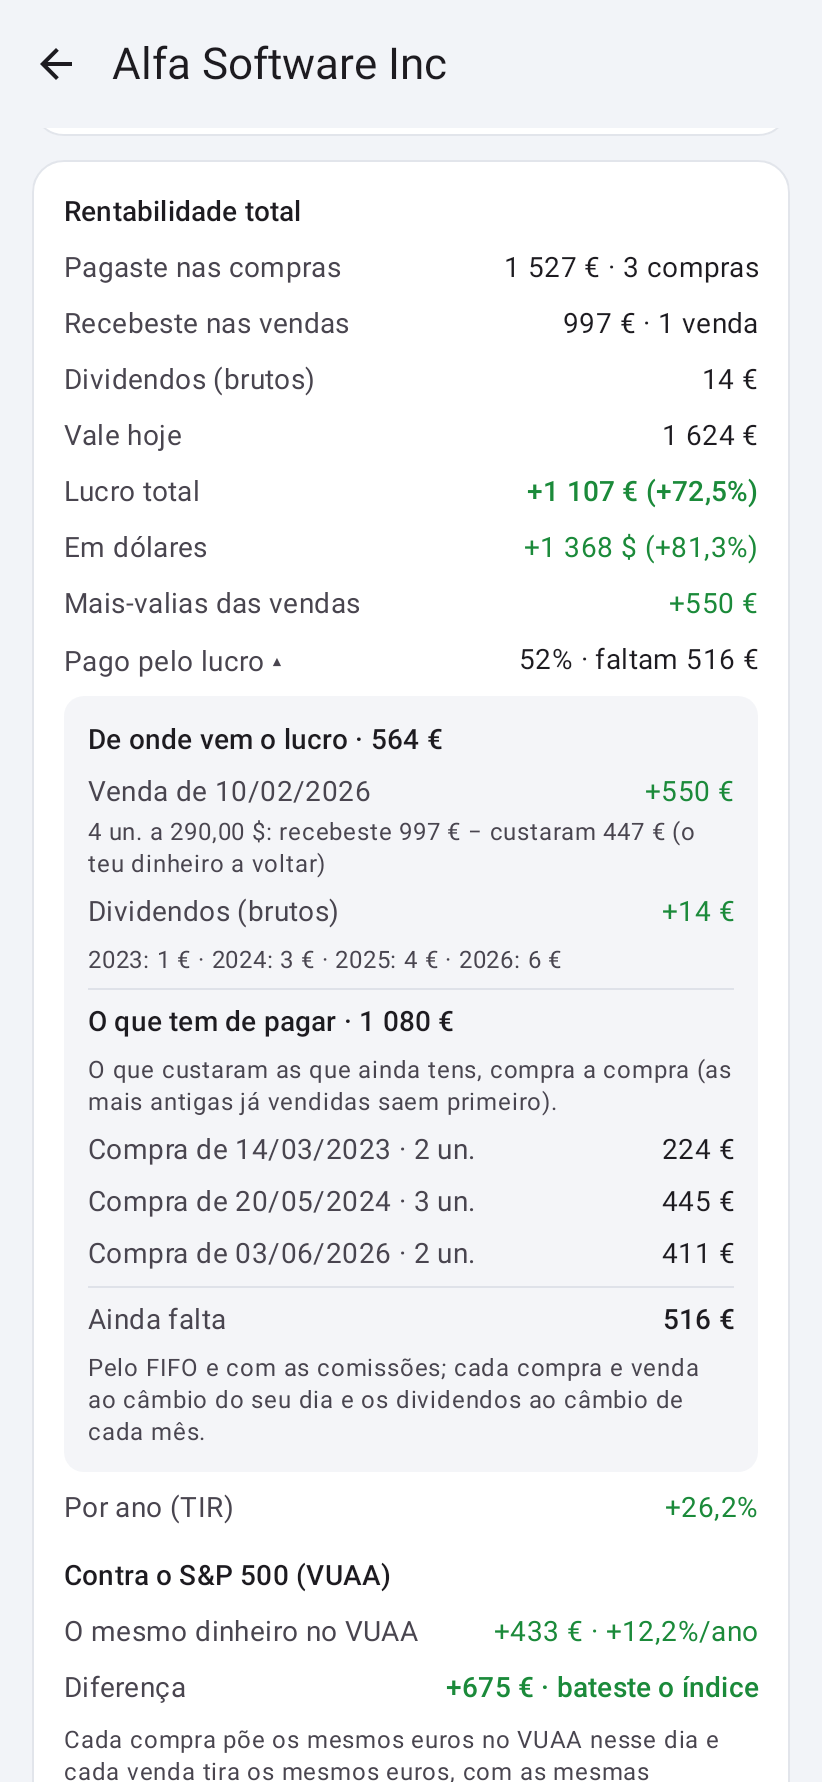 Alfa Software Inc
Rentabilidade total
Pagaste nas compras 1 527 € · 3 compras
Recebeste nas vendas 997 € · 1 venda
Dividendos (brutos) 14 €
Vale hoje 1 624 €
Lucro total +1 107 € (+72,5%)
Em dólares +1 368 $ (+81,3%)
Mais-valias das vendas +550 €
Pago pelo lucro ▴ 52% · faltam 516 €
De onde vem o lucro · 564 €
Venda de 10/02/2026 +550 €
4 un. a 290,00 $: recebeste 997 € − custaram 447 € (o
teu dinheiro a voltar)
Dividendos (brutos) +14 €
2023: 1 € · 2024: 3 € · 2025: 4 € · 2026: 6 €
O que tem de pagar · 1 080 €
O que custaram as que ainda tens, compra a compra (as
mais antigas já vendidas saem primeiro).
Compra de 14/03/2023 · 2 un. 224 €
Compra de 20/05/2024 · 3 un. 445 €
Compra de 03/06/2026 · 2 un. 411 €
Ainda falta 516 €
Pelo FIFO e com as comissões; cada compra e venda
ao câmbio do seu dia e os dividendos ao câmbio de
cada mês.
Por ano (TIR) +26,2%
Contra o S&P 500 (VUAA)
O mesmo dinheiro no VUAA +433 € · +12,2%/ano
Diferença +675 € · bateste o índice
Cada compra põe os mesmos euros no VUAA nesse dia e
cada venda tira os mesmos euros, com as mesmas